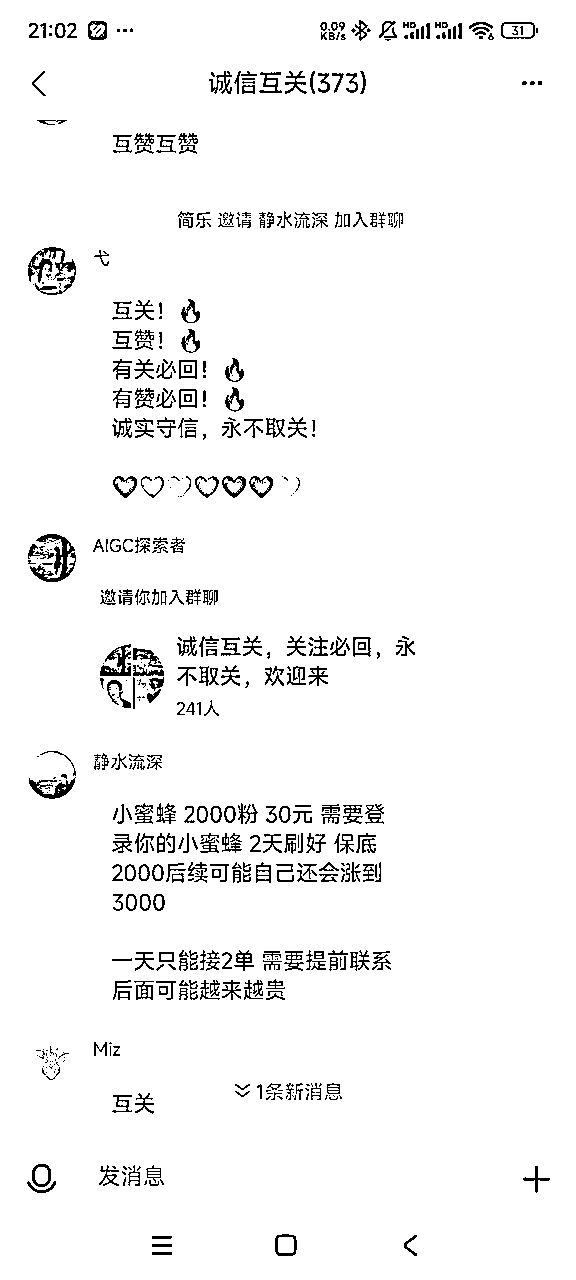 21:02 ···
0.09 KB/s HD HD 31
诚信互关(373) ···
互赞互赞
简乐 邀请 静水流深 加入群聊
弋
互关！🔥
互赞！🔥
有关必回！🔥
有赞必回！🔥
诚实守信，永不取关！
AIGC探索者
邀请你加入群聊
诚信互关，关注必回，永
不取关，欢迎来
241人
静水流深
小蜜蜂 2000粉 30元 需要登
录你的小蜜蜂 2天刷好 保底
2000后续可能自己还会涨到
3000
一天只能接2单 需要提前联系
后面可能越来越贵
Miz
互关
1条新消息
发消息